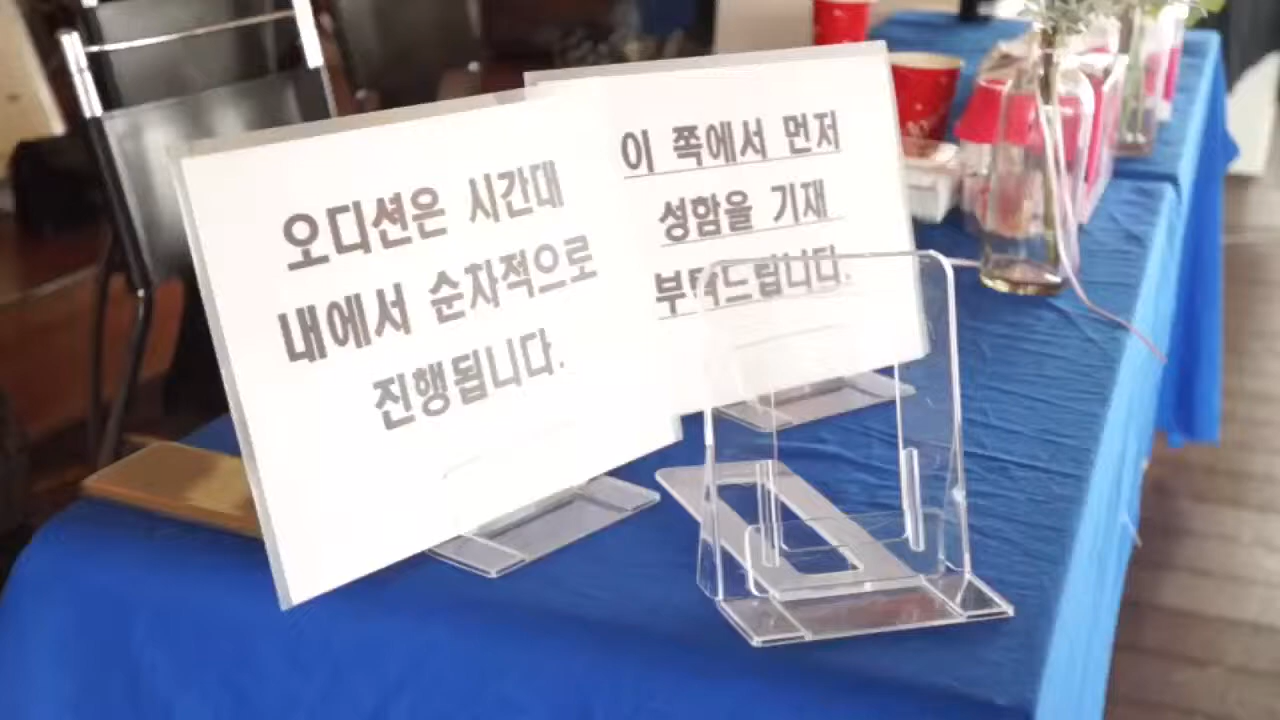 오디션은 시간대
내에서 순차적으로
진행됩니다.
이 쪽에서 먼저
성함을 기재
부탁드립니다.